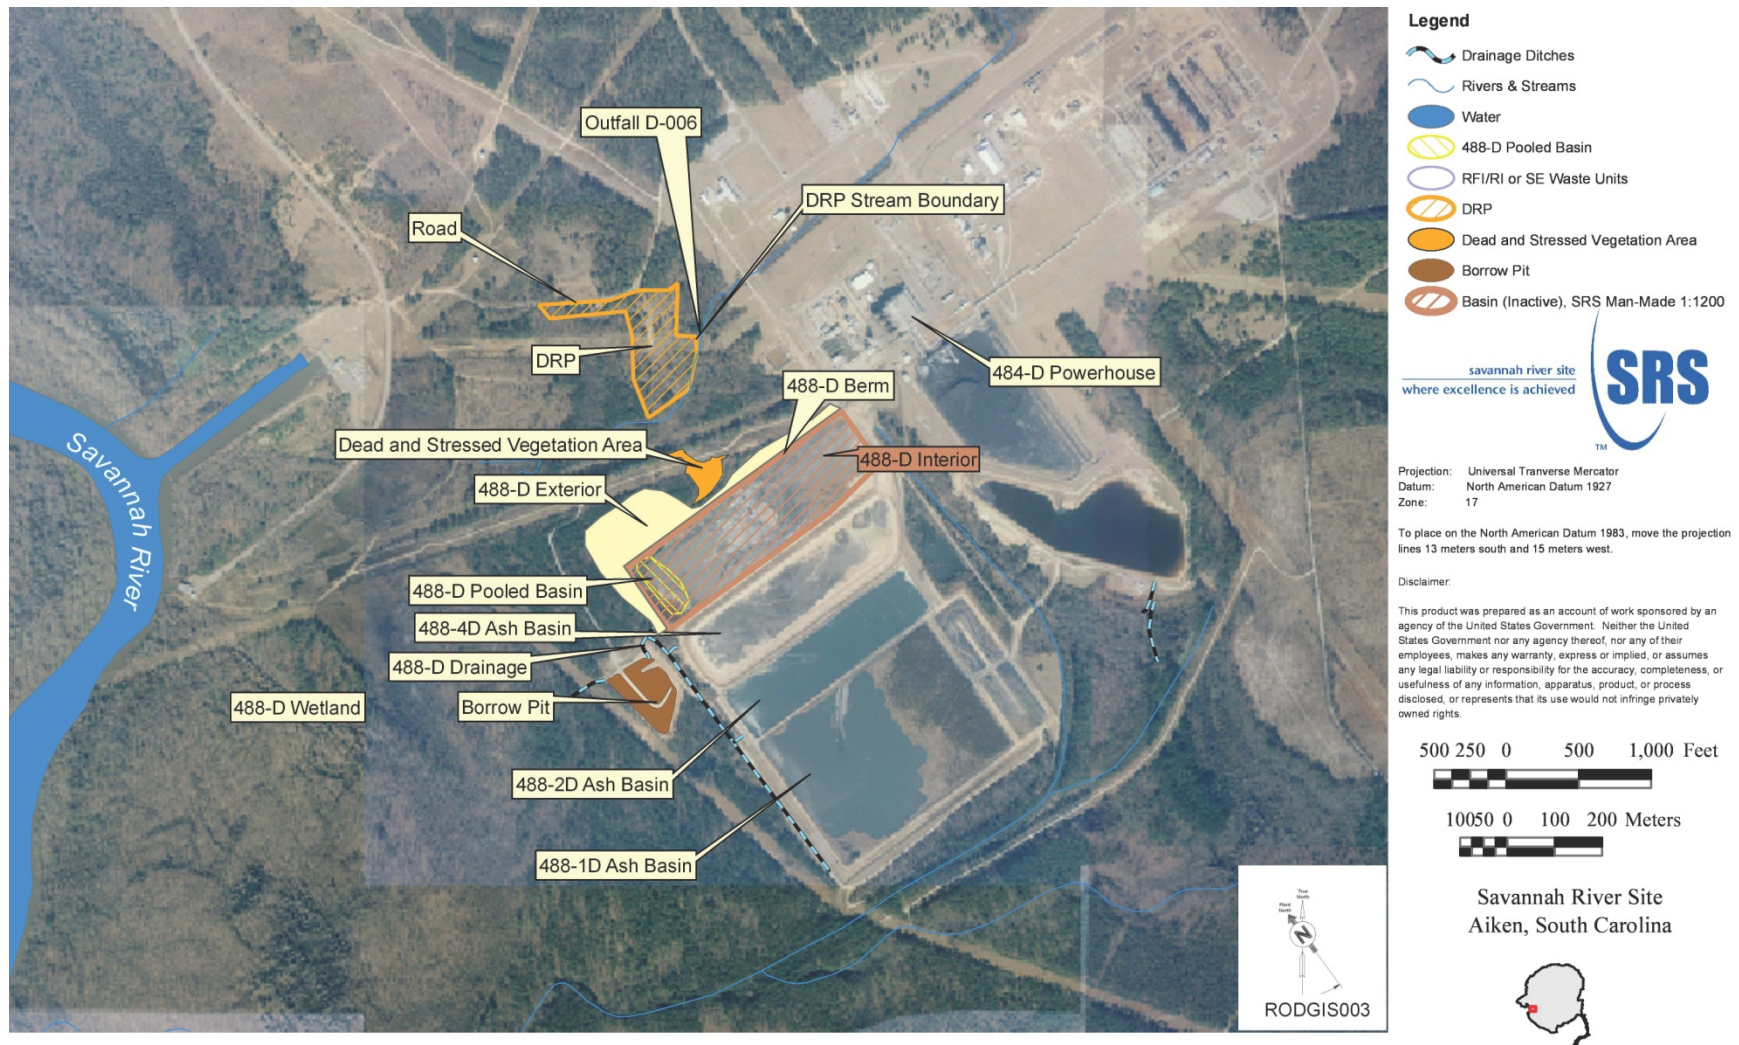 Outfall D-006
DRP Stream Boundary
Road
DRP
484-D Powerhouse
488-D Berm
Dead and Stressed Vegetation Area
488-D Interior
488-D Exterior
Savannah River
488-D Pooled Basin
488-4D Ash Basin
488-D Drainage
488-D Wetland
Borrow Pit
488-2D Ash Basin
488-1D Ash Basin
True
North
Plant
North
N
RODGIS003
Legend
Drainage Ditches
Rivers & Streams
Water
488-D Pooled Basin
RFI/RI or SE Waste Units
DRP
Dead and Stressed Vegetation Area
Borrow Pit
Basin (Inactive), SRS Man-Made 1:1200
savannah river site
where excellence is achieved
SRS
TM
Projection: Universal Tranverse Mercator
Datum: North American Datum 1927
Zone: 17
To place on the North American Datum 1983, move the projection
lines 13 meters south and 15 meters west.
Disclaimer:
This product was prepared as an account of work sponsored by an
agency of the United States Government. Neither the United
States Government nor any agency thereof, nor any of their
employees, makes any warranty, express or implied, or assumes
any legal liability or responsibility for the accuracy, completeness, or
usefulness of any information, apparatus, product, or process
disclosed, or represents that its use would not infringe privately
owned rights.
500 250 0 500 1,000 Feet
10050 0 100 200 Meters
Savannah River Site
Aiken, South Carolina